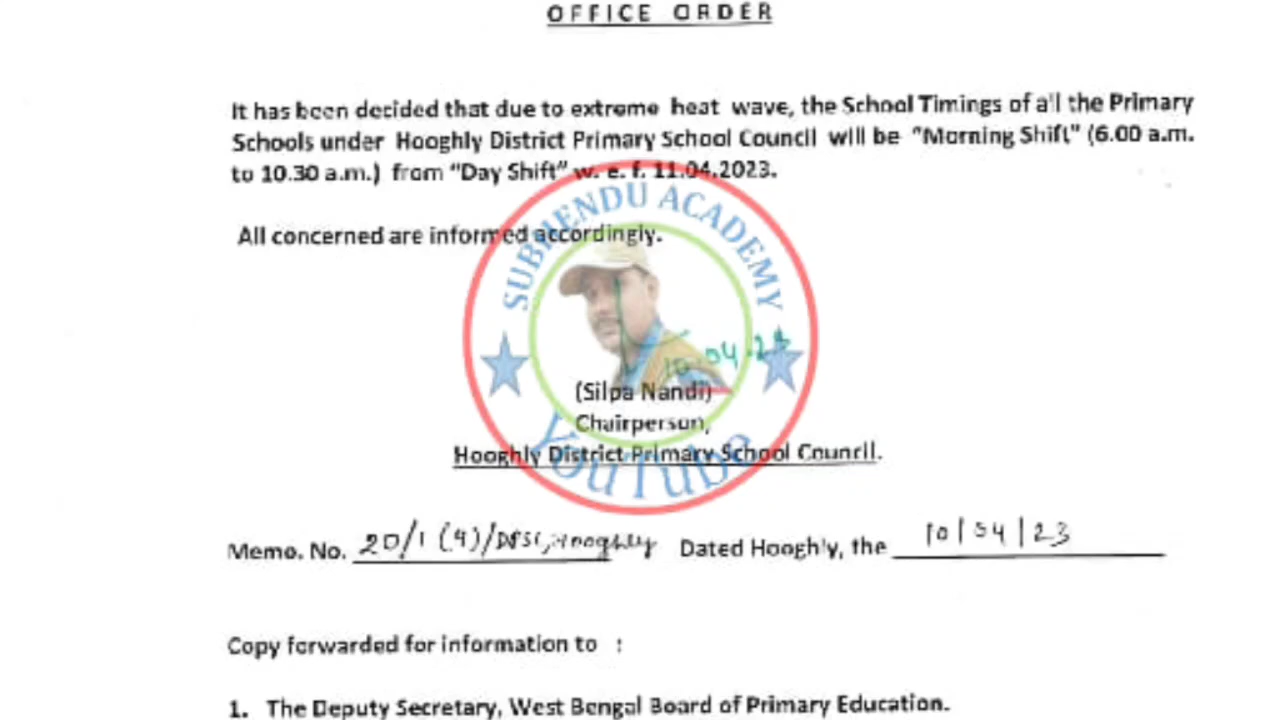 OFFICE ORDER
It has been decided that due to extreme heat wave, the School Timings of all the Primary
Schools under Hooghly District Primary School Council will be "Morning Shift" (6.00 a.m.
to 10.30 a.m.) from "Day Shift" w. e. f. 11.04.2023.
All concerned are informed accordingly.
SUBHENDU ACADEMY
10.04.23
(Silpa Nandi)
Chairperson,
Hooghly District Primary School Council.
YouTube
Memo. No. 20/1(4)/DPSC, Hooghly Dated Hooghly, the 10/04/23
Copy forwarded for information to :
1. The Deputy Secretary, West Bengal Board of Primary Education.